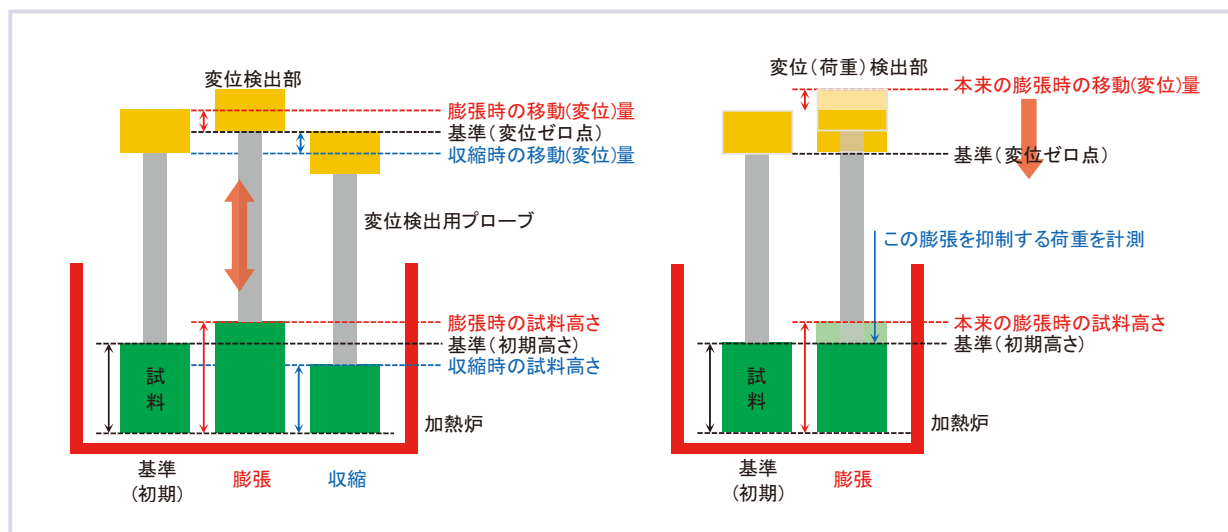 変位検出部
膨張時の移動(変位)量
基準(変位ゼロ点)
収縮時の移動(変位)量
変位検出用プローブ
膨張時の試料高さ
基準(初期高さ)
収縮時の試料高さ
試料
加熱炉
基準
(初期)
膨張
収縮
変位(荷重)検出部
本来の膨張時の移動(変位)量
基準(変位ゼロ点)
この膨張を抑制する荷重を計測
本来の膨張時の試料高さ
基準(初期高さ)
試料
加熱炉
基準
(初期)
膨張